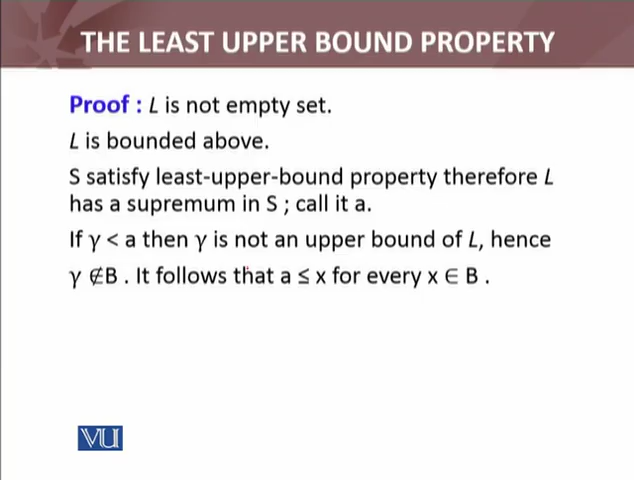 THE LEAST UPPER BOUND PROPERTY
Proof : L is not empty set.
L is bounded above.
S satisfy least-upper-bound property therefore L
has a supremum in S ; call it a.
If γ < a then γ is not an upper bound of L, hence
γ ∉B . It follows that a ≤ x for every x ∈ B .
VU